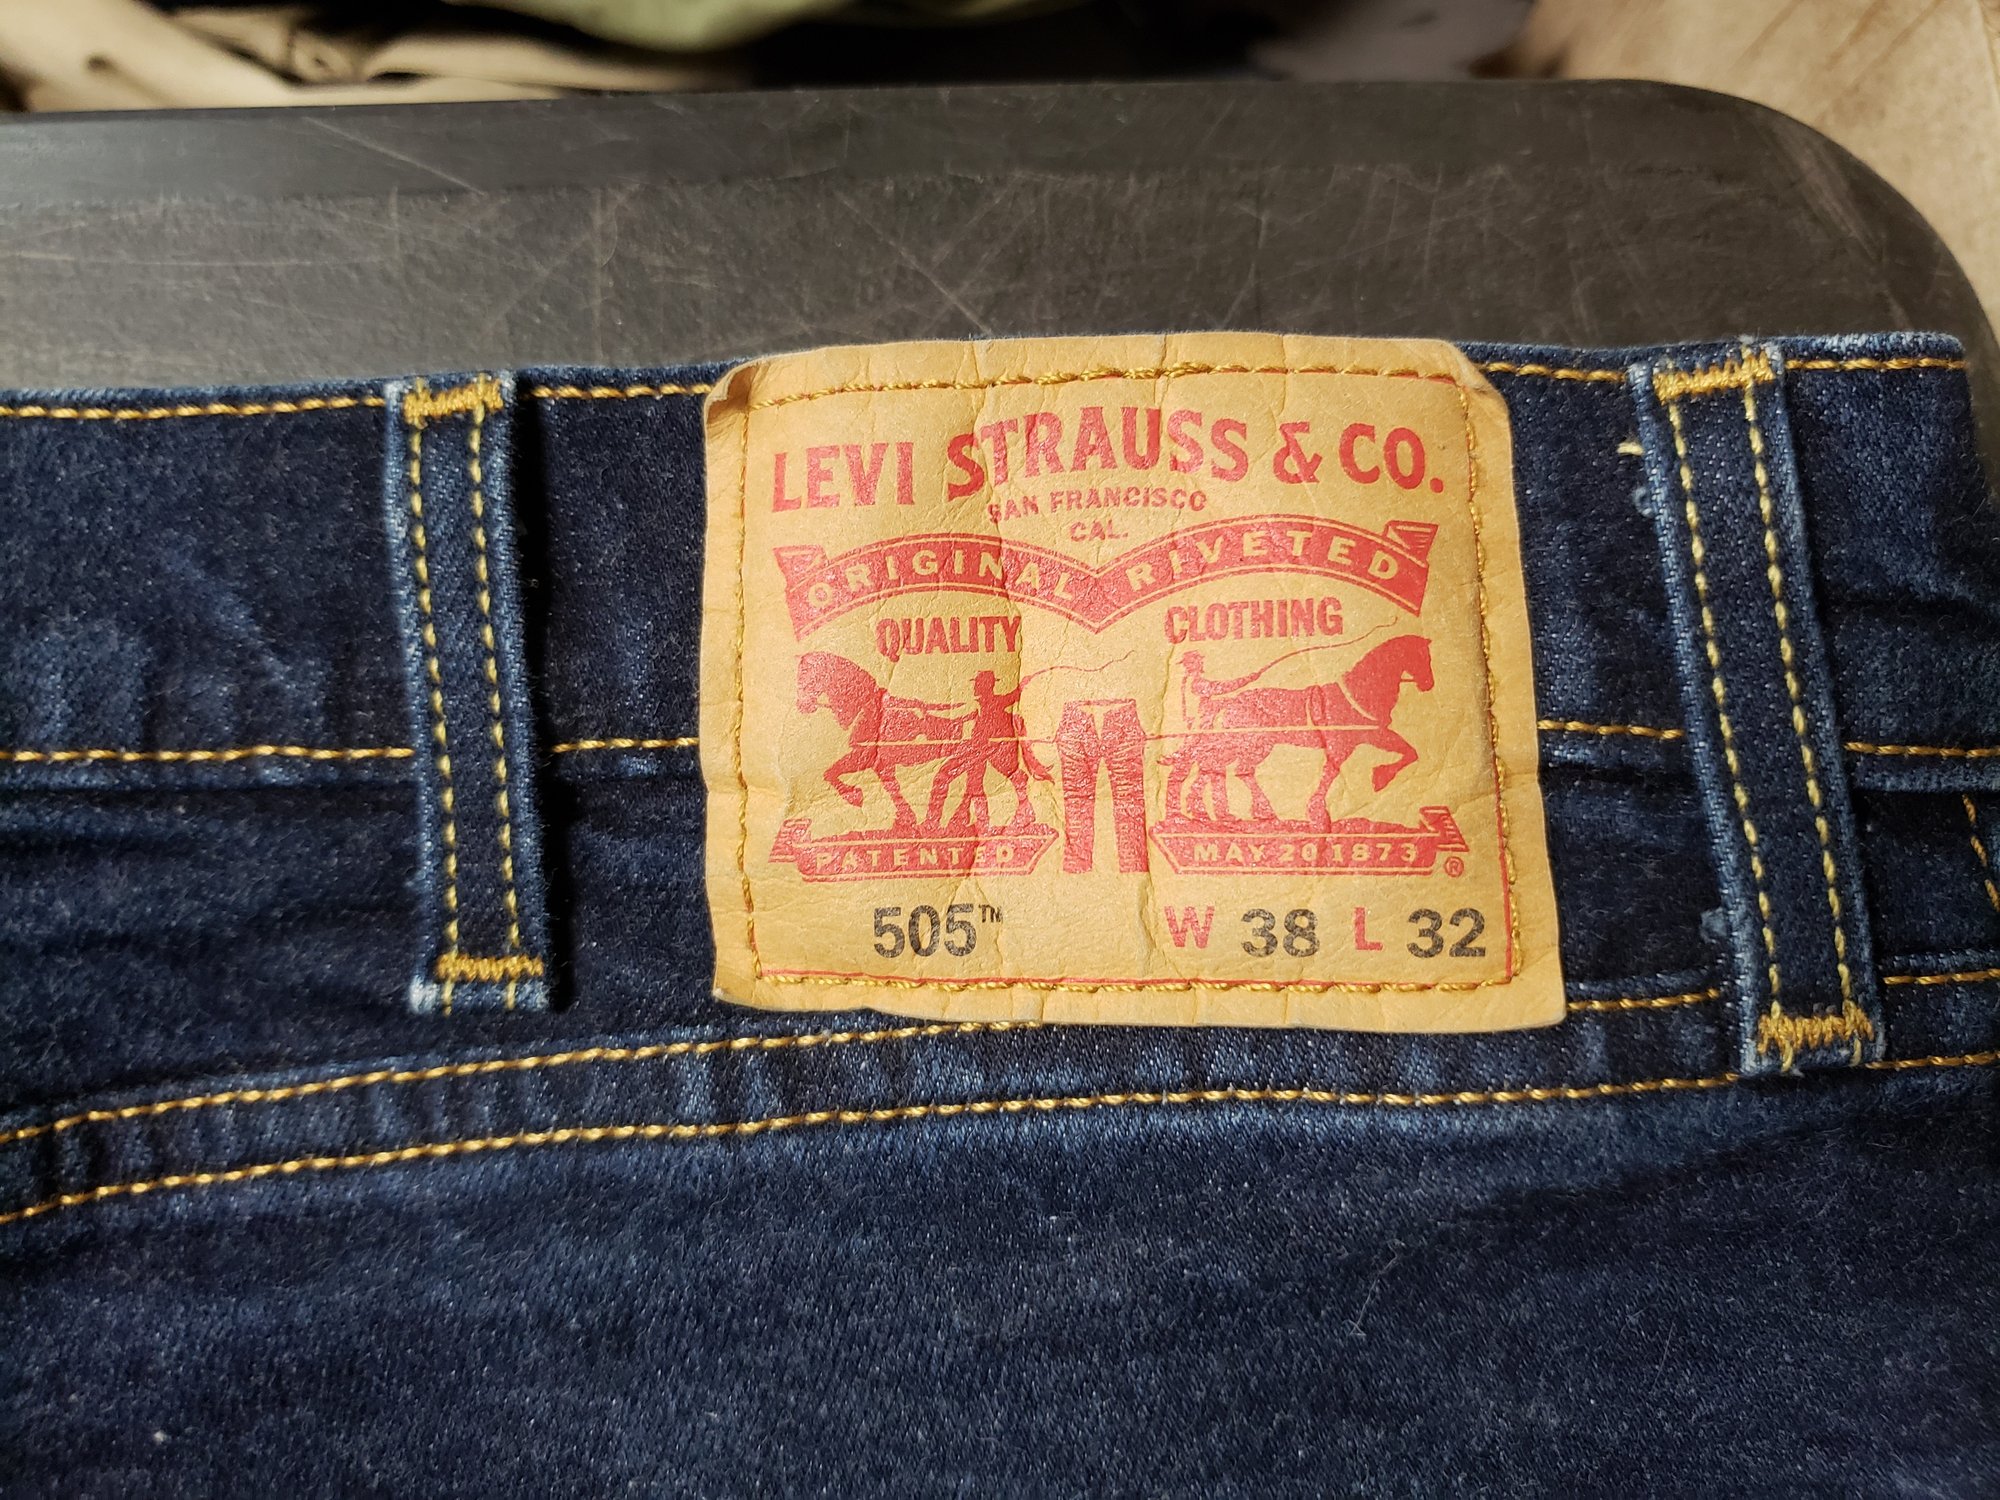 LEVI STRAUSS & CO.
SAN FRANCISCO
CAL.
ORIGINAL RIVETED
QUALITY CLOTHING
PATENTED MAY 20 1873 ®
505™ W 38 L 32